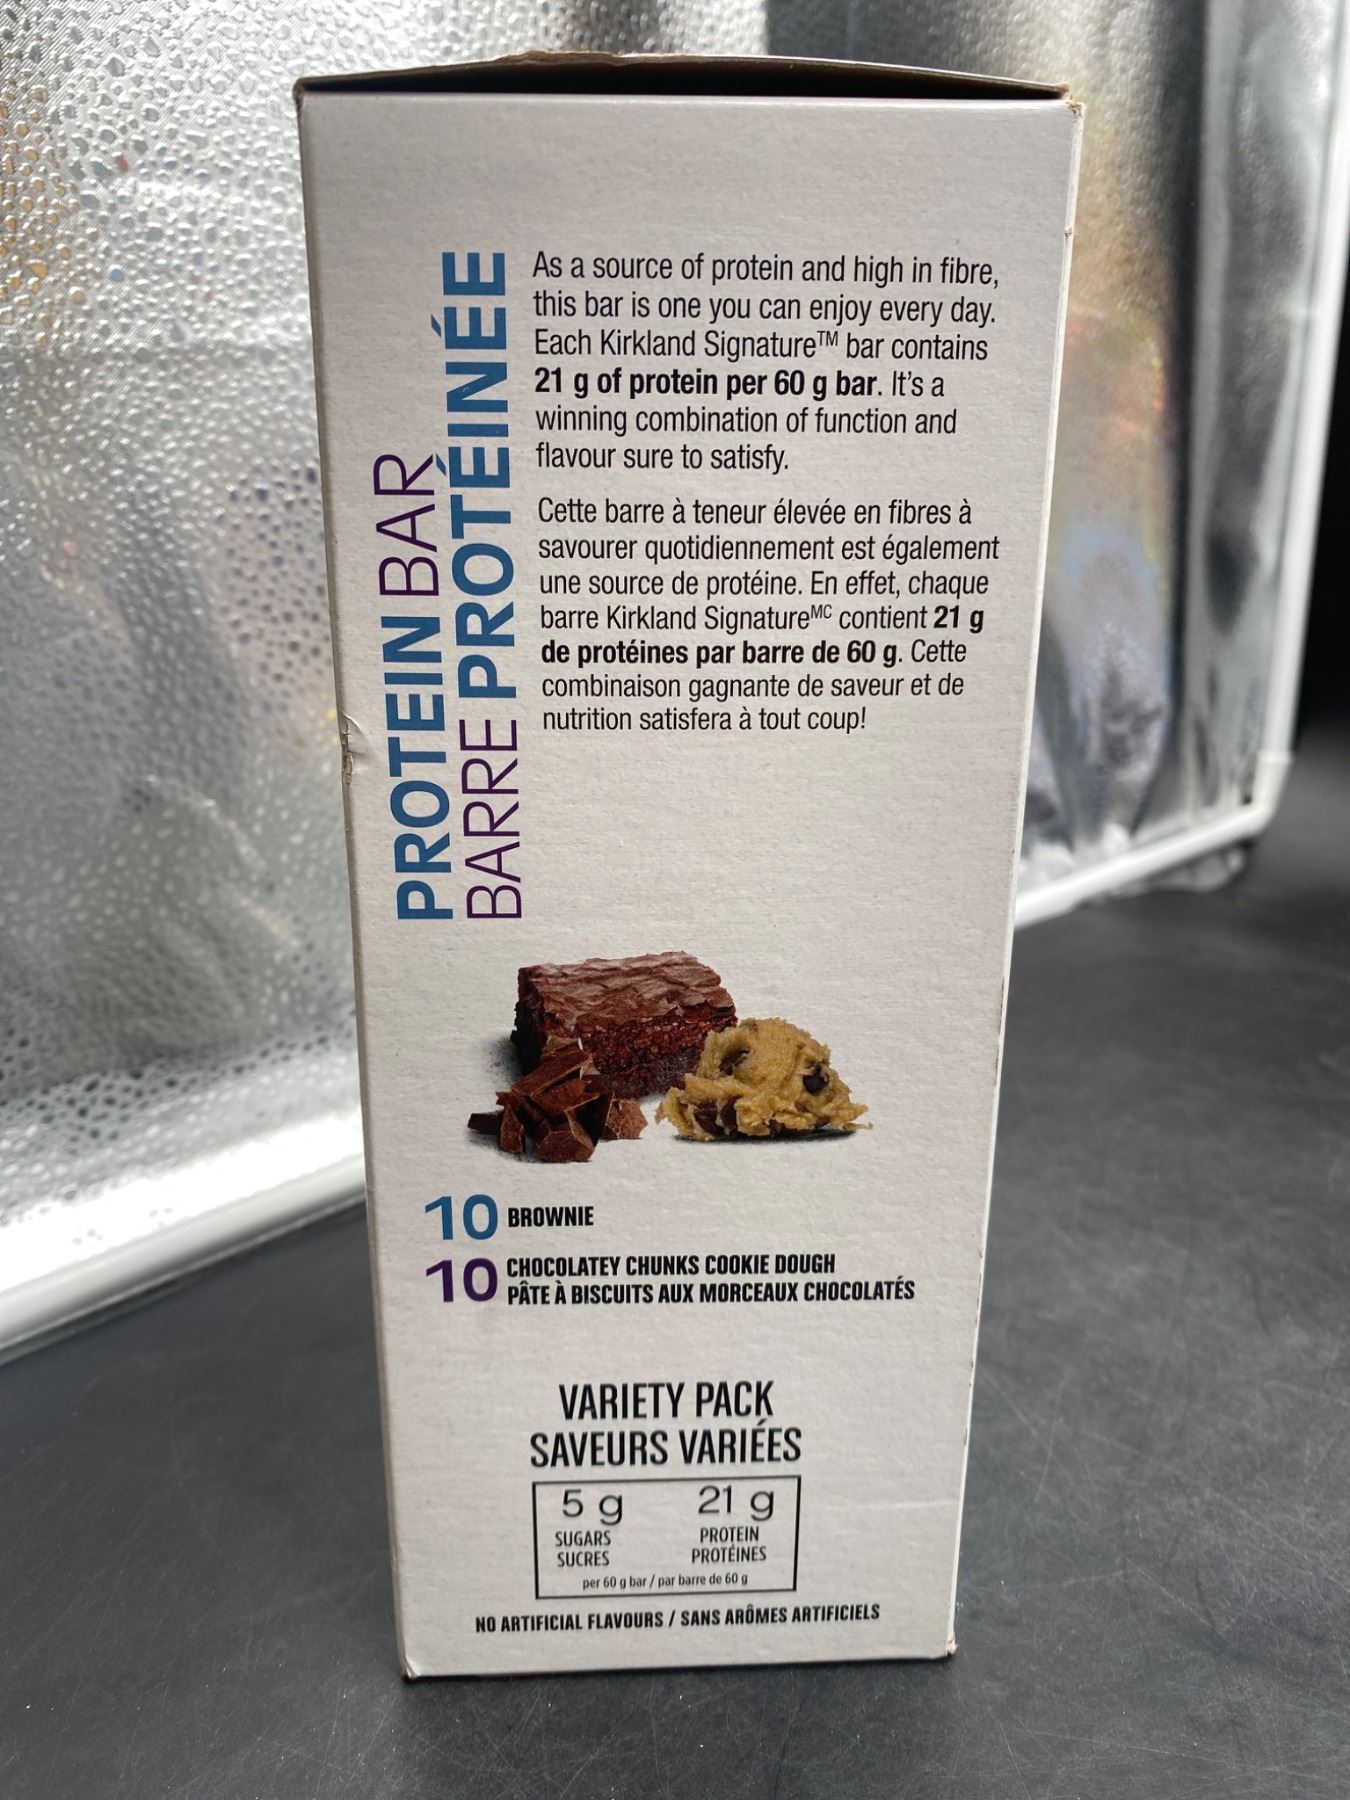 PROTEIN BAR
BARRE PROTÉINÉE
As a source of protein and high in fibre,
this bar is one you can enjoy every day.
Each Kirkland Signature™ bar contains
21 g of protein per 60 g bar. It's a
winning combination of function and
flavour sure to satisfy.
Cette barre à teneur élevée en fibres à
savourer quotidiennement est également
une source de protéine. En effet, chaque
barre Kirkland Signatureᴹᶜ contient 21 g
de protéines par barre de 60 g. Cette
combinaison gagnante de saveur et de
nutrition satisfera à tout coup!
10 BROWNIE
10 CHOCOLATEY CHUNKS COOKIE DOUGH
PÂTE À BISCUITS AUX MORCEAUX CHOCOLATÉS
VARIETY PACK
SAVEURS VARIÉES
5 g 21 g
SUGARS PROTEIN
SUCRES PROTÉINES
per 60 g bar / par barre de 60 g
NO ARTIFICIAL FLAVOURS / SANS ARÔMES ARTIFICIELS